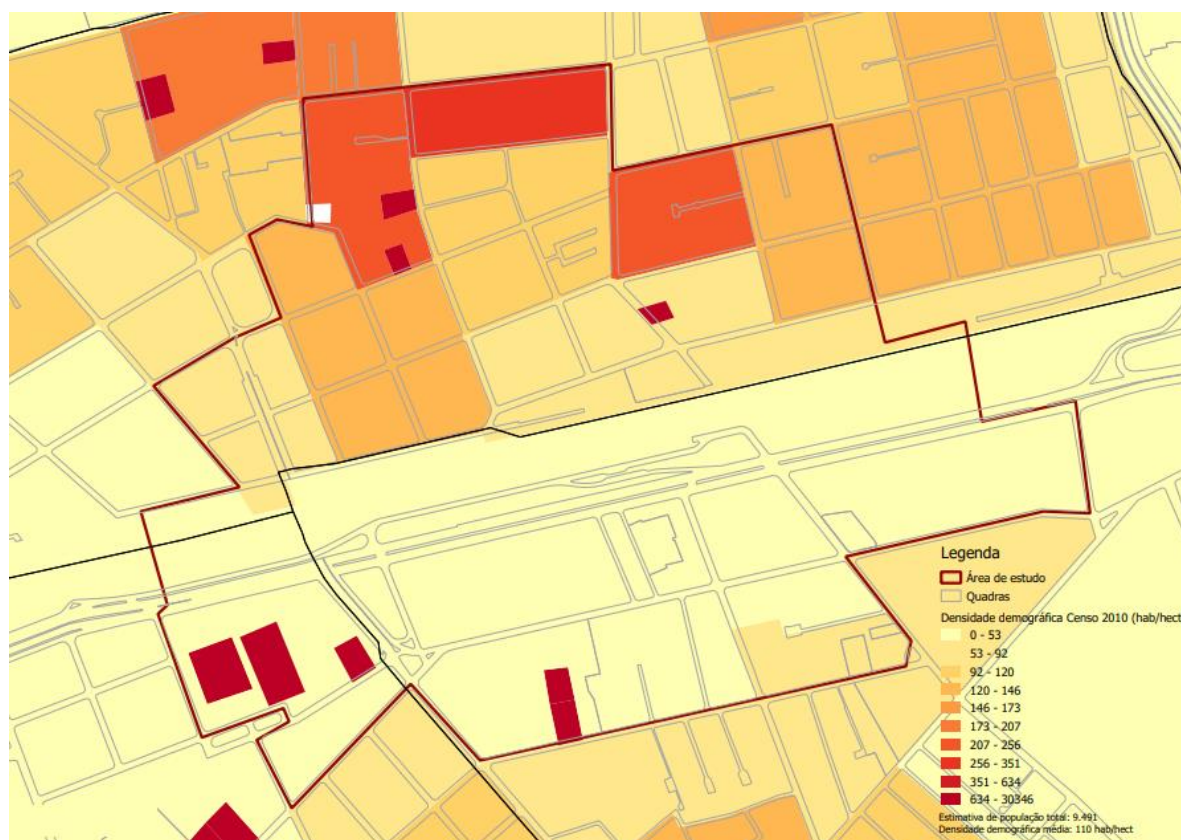 Legenda
Área de estudo
Quadras
Densidade demográfica Censo 2010 (hab/hect
0 - 53
53 - 92
92 - 120
120 - 146
146 - 173
173 - 207
207 - 256
256 - 351
351 - 634
634 - 30346
Estimativa de população total: 9.491
Densidade demográfica média: 110 hab/hect